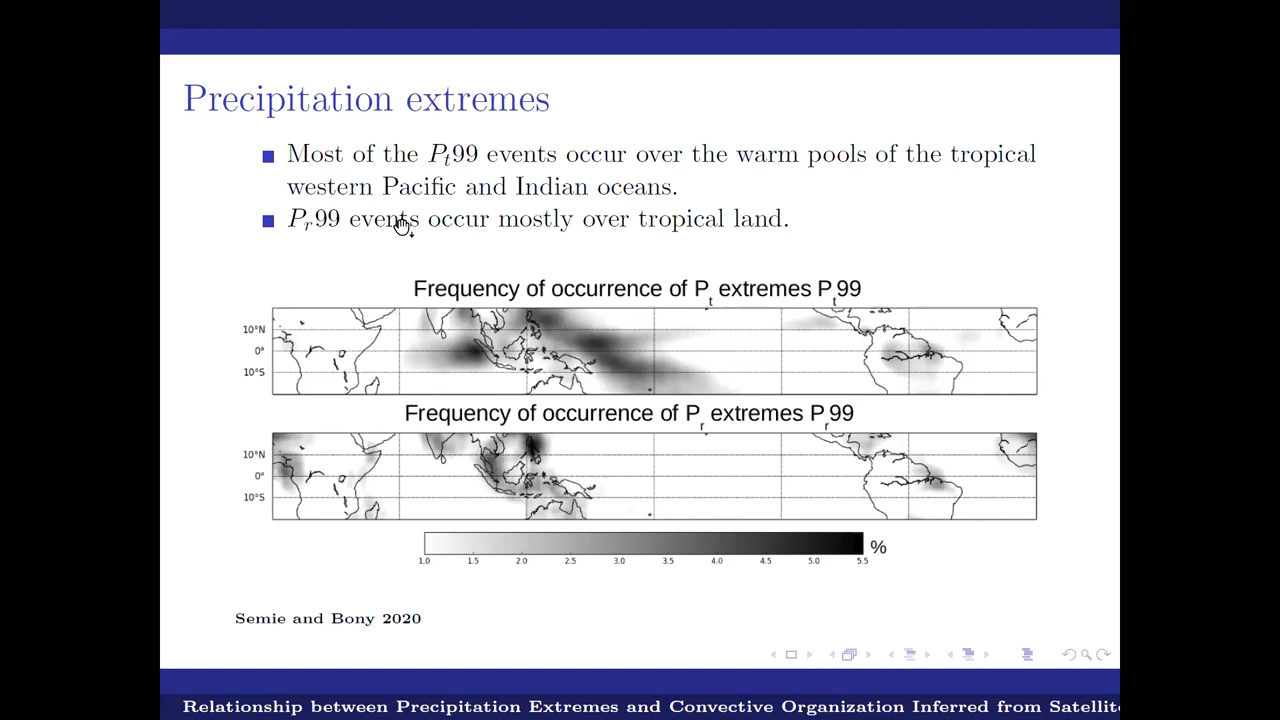 Precipitation extremes
Most of the Pt99 events occur over the warm pools of the tropical
western Pacific and Indian oceans.
Pr99 events occur mostly over tropical land.
Frequency of occurrence of Pt extremes Pt99
10°N
0°
10°S
Frequency of occurrence of Pr extremes Pr99
10°N
0°
10°S
1.0 1.5 2.0 2.5 3.0 3.5 4.0 4.5 5.0 5.5 %
Semie and Bony 2020
Relationship between Precipitation Extremes and Convective Organization Inferred from Satellite